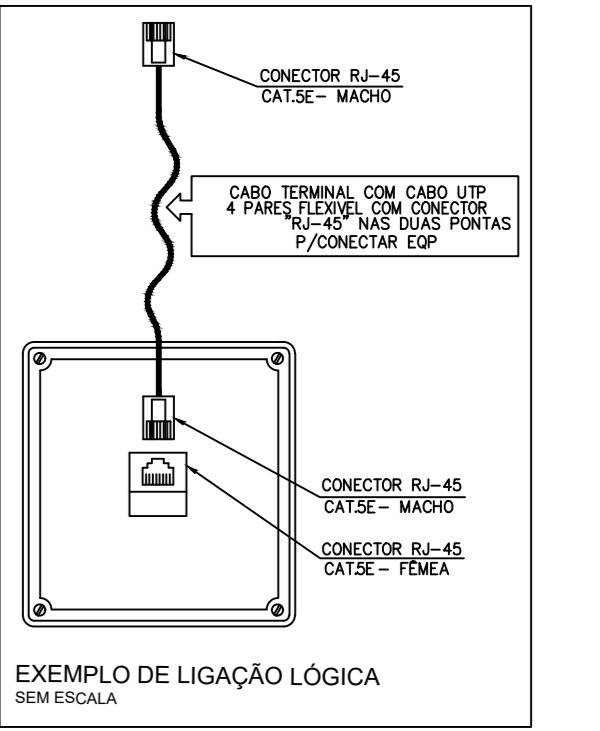 CONECTOR RJ-45
CAT.5E- MACHO
CABO TERMINAL COM CABO UTP
4 PARES FLEXIVEL COM CONECTOR
"RJ-45" NAS DUAS PONTAS
P/CONECTAR EQP
CONECTOR RJ-45
CAT.5E- MACHO
CONECTOR RJ-45
CAT.5E- FÊMEA
EXEMPLO DE LIGAÇÃO LÓGICA
SEM ESCALA